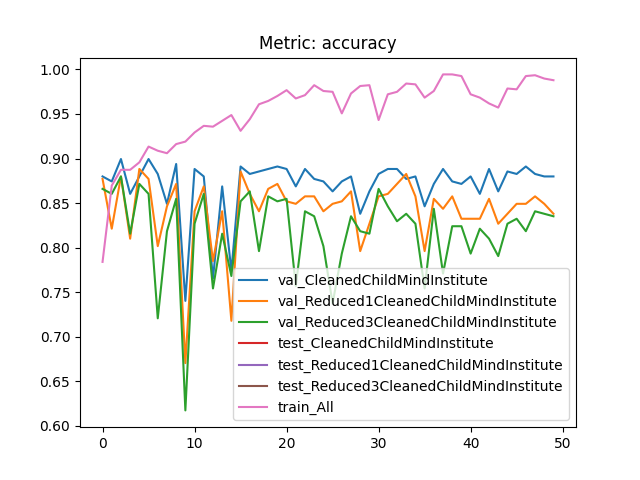 Metric: accuracy
1.00
0.95
0.90
0.85
0.80
0.75
0.70
0.65
0.60
val_CleanedChildMindInstitute
val_Reduced1CleanedChildMindInstitute
val_Reduced3CleanedChildMindInstitute
test_CleanedChildMindInstitute
test_Reduced1CleanedChildMindInstitute
test_Reduced3CleanedChildMindInstitute
train_All
0 10 20 30 40 50